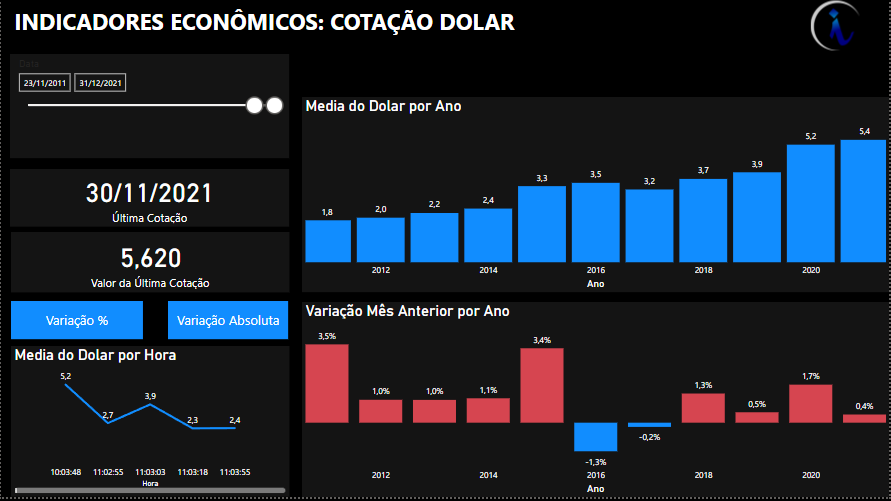 INDICADORES ECONÔMICOS: COTAÇÃO DOLAR
Data
23/11/2011 31/12/2021
30/11/2021
Última Cotação
5,620
Valor da Última Cotação
Variação % Variação Absoluta
Media do Dolar por Hora
5,2
2,7
3,9
2,3
2,4
10:03:48 11:02:55 11:03:03 11:03:18 11:03:55
Hora
Media do Dolar por Ano
1,8 2,0 2,2 2,4 3,3 3,5 3,2 3,7 3,9 5,2 5,4
2012 2014 2016 2018 2020
Ano
Variação Mês Anterior por Ano
3,5% 1,0% 1,0% 1,1% 3,4% -1,3% -0,2% 1,3% 0,5% 1,7% 0,4%
2012 2014 2016 2018 2020
Ano